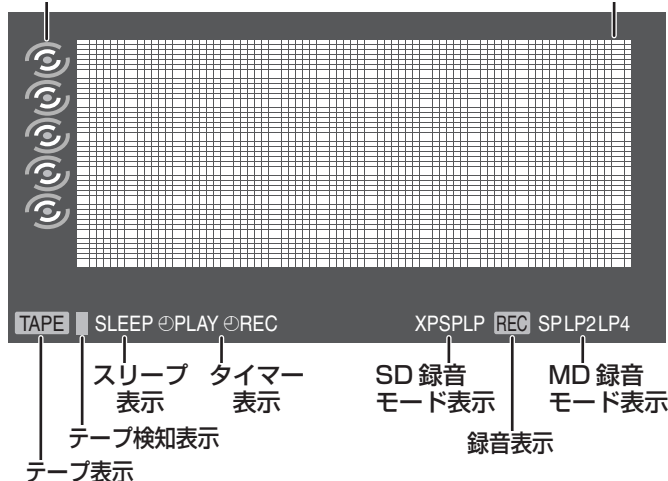 TAPE SLEEP ⏲PLAY ⏲REC XPSPLP REC SPLP2LP4
スリープ表示
タイマー表示
SD 録音モード表示
MD 録音モード表示
テープ検知表示
録音表示
テープ表示